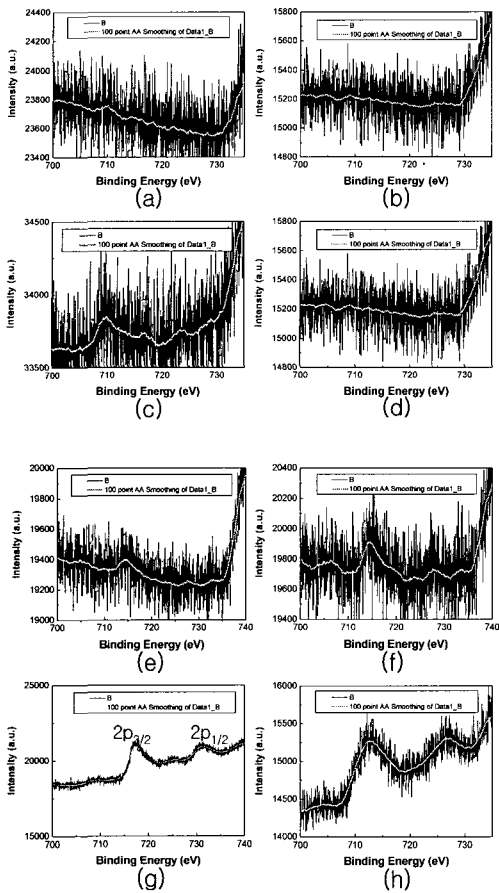 24400
24200
24000
23800
23600
23400
Intensity (a.u.)
B
100 point AA Smoothing of Data1_B
700 710 720 730
Binding Energy (eV)
(a)
15800
15600
15400
15200
15000
14800
Intensity (a.u.)
B
100 point AA Smoothing of Data1_B
700 710 720 730
Binding Energy (eV)
(b)
34500
34000
33500
Intensity (a.u.)
B
100 point AA Smoothing of Data1_B
700 710 720 730
Binding Energy (eV)
(c)
15800
15600
15400
15200
15000
14800
Intensity (a.u.)
B
100 point AA Smoothing of Data1_B
700 710 720 730
Binding Energy (eV)
(d)
20000
19800
19600
19400
19200
19000
Intensity (a.u.)
B
100 point AA Smoothing of Data1_B
700 710 720 730 740
Binding Energy (eV)
(e)
20400
20200
20000
19800
19600
19400
Intensity (a.u.)
B
100 point AA Smoothing of Data1_B
700 710 720 730 740
Binding Energy (eV)
(f)
25000
20000
15000
Intensity (a.u.)
B
100 point AA Smoothing of Data1_B
2p3/2 2p1/2
700 710 720 730 740
Binding Energy (eV)
(g)
16000
15500
15000
14500
14000
Intensity (a.u.)
B
100 point AA Smoothing of Data1_B
700 710 720 730
Binding Energy (eV)
(h)